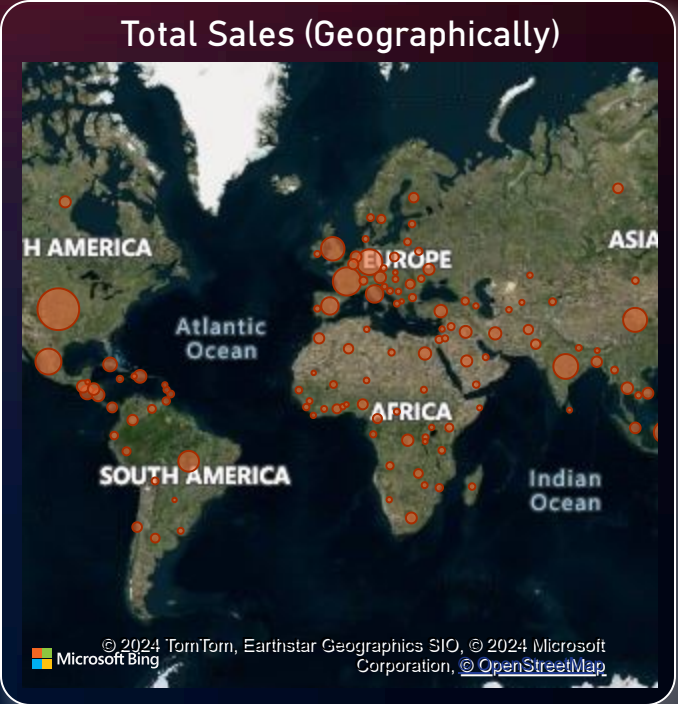 Total Sales (Geographically)
H AMERICA
EUROPE
ASIA
Atlantic
Ocean
AFRICA
SOUTH AMERICA
Indian
Ocean
© 2024 TomTom, Earthstar Geographics SIO, © 2024 Microsoft
Microsoft Bing
Corporation, © OpenStreetMap